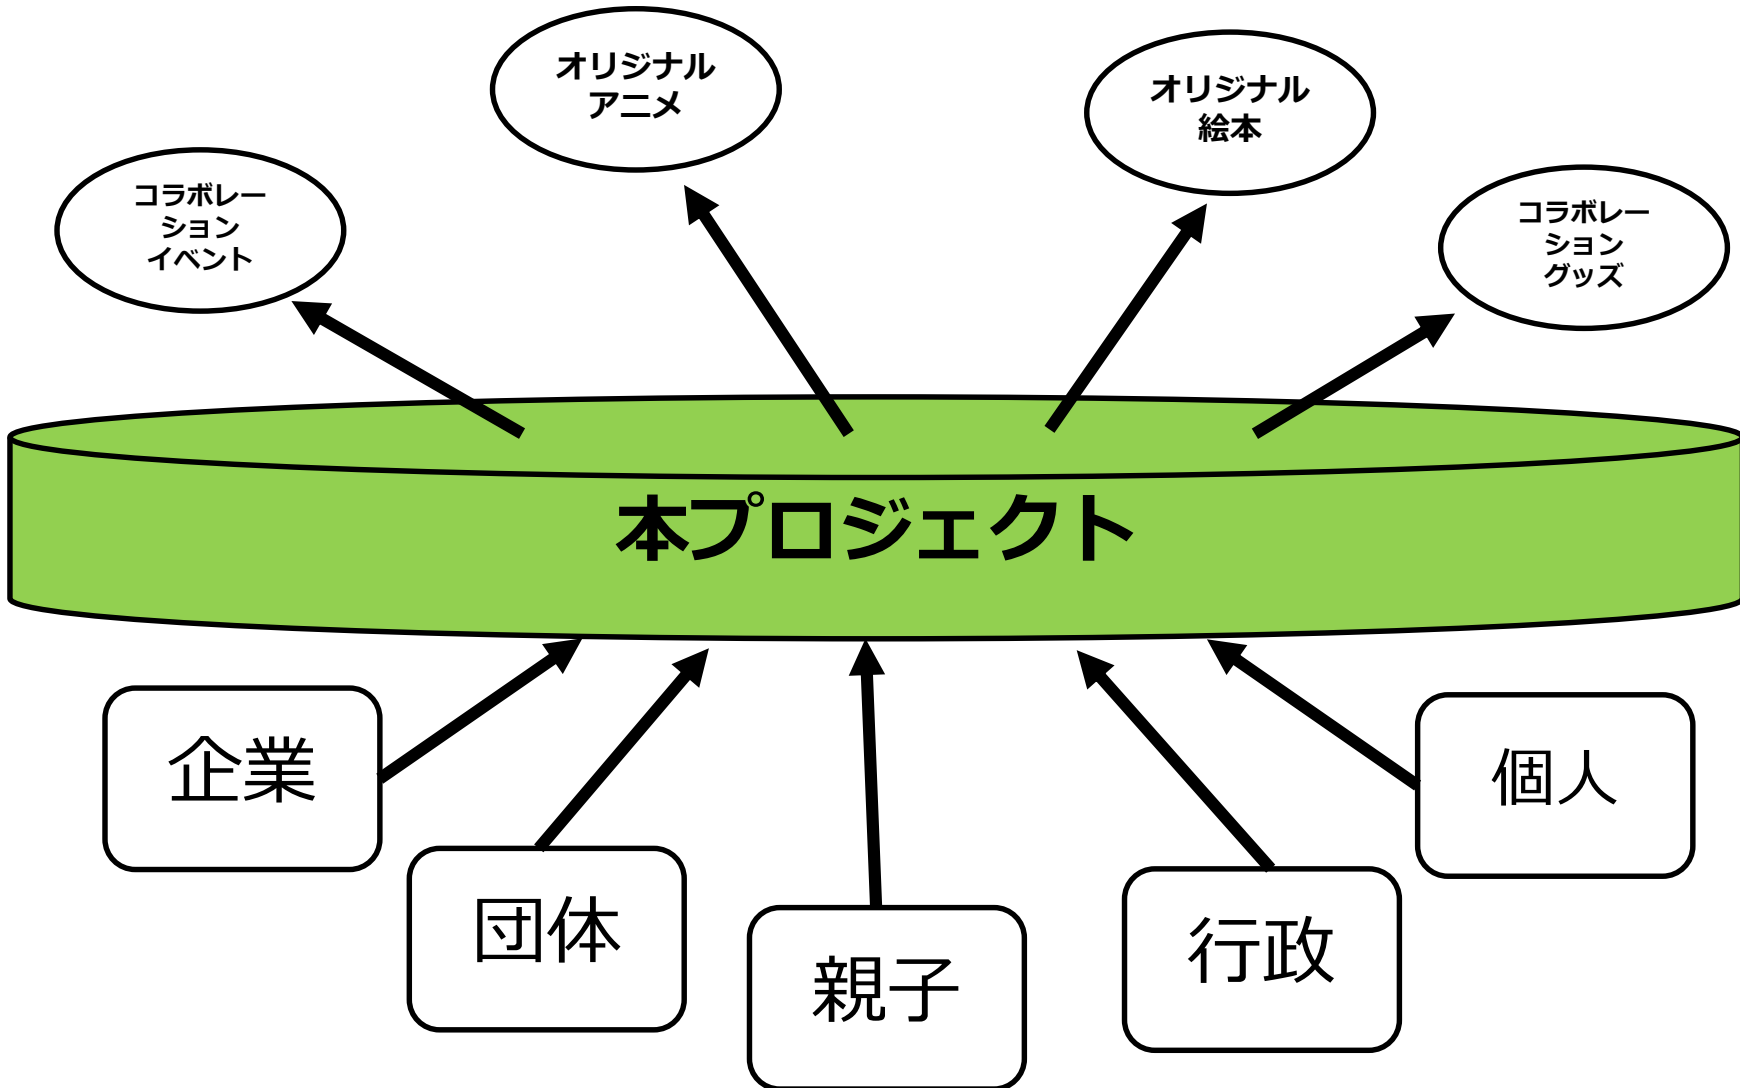 オリジナル
アニメ
オリジナル
絵本
コラボレー
ション
イベント
コラボレー
ション
グッズ
本プロジェクト
企業
個人
団体
行政
親子